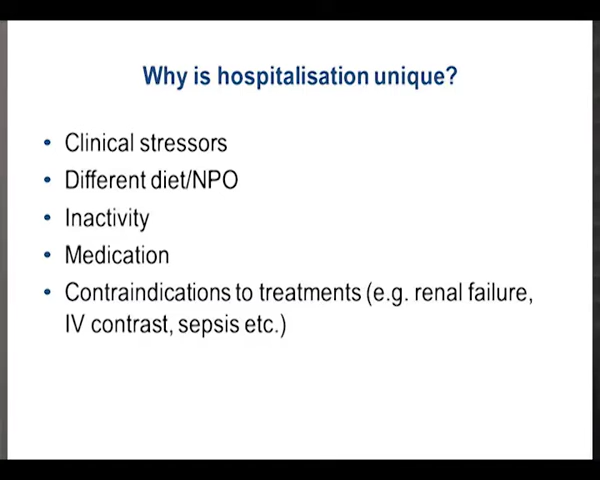 Why is hospitalisation unique?
• Clinical stressors
• Different diet/NPO
• Inactivity
• Medication
• Contraindications to treatments (e.g. renal failure,
IV contrast, sepsis etc.)